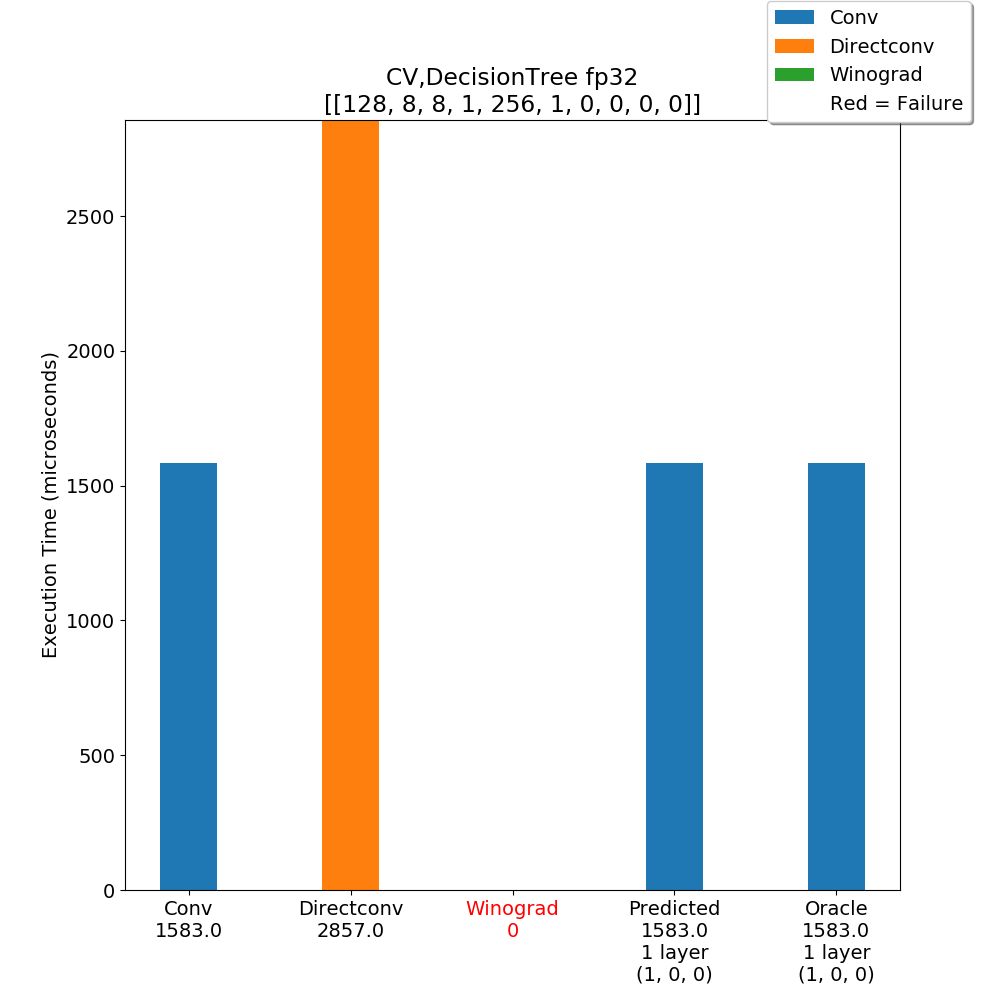 Conv
Directconv
Winograd
Red = Failure
CV,DecisionTree fp32
[[128, 8, 8, 1, 256, 1, 0, 0, 0, 0]]
Execution Time (microseconds)
2500
2000
1500
1000
500
0
Conv
1583.0
Directconv
2857.0
Winograd
0
Predicted
1583.0
1 layer
(1, 0, 0)
Oracle
1583.0
1 layer
(1, 0, 0)